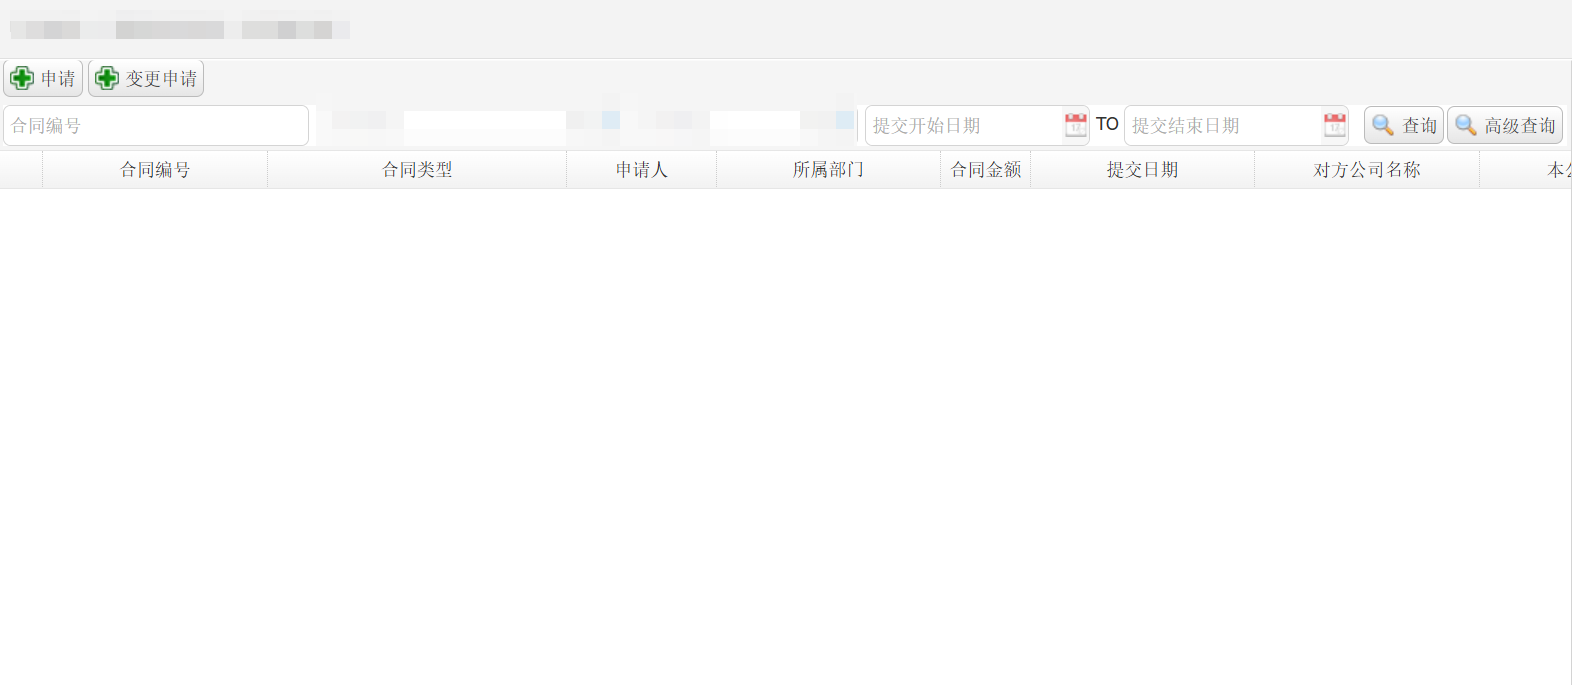 申请 变更申请
合同编号 提交开始日期 TO 提交结束日期 查询 高级查询
合同编号 合同类型 申请人 所属部门 合同金额 提交日期 对方公司名称 本